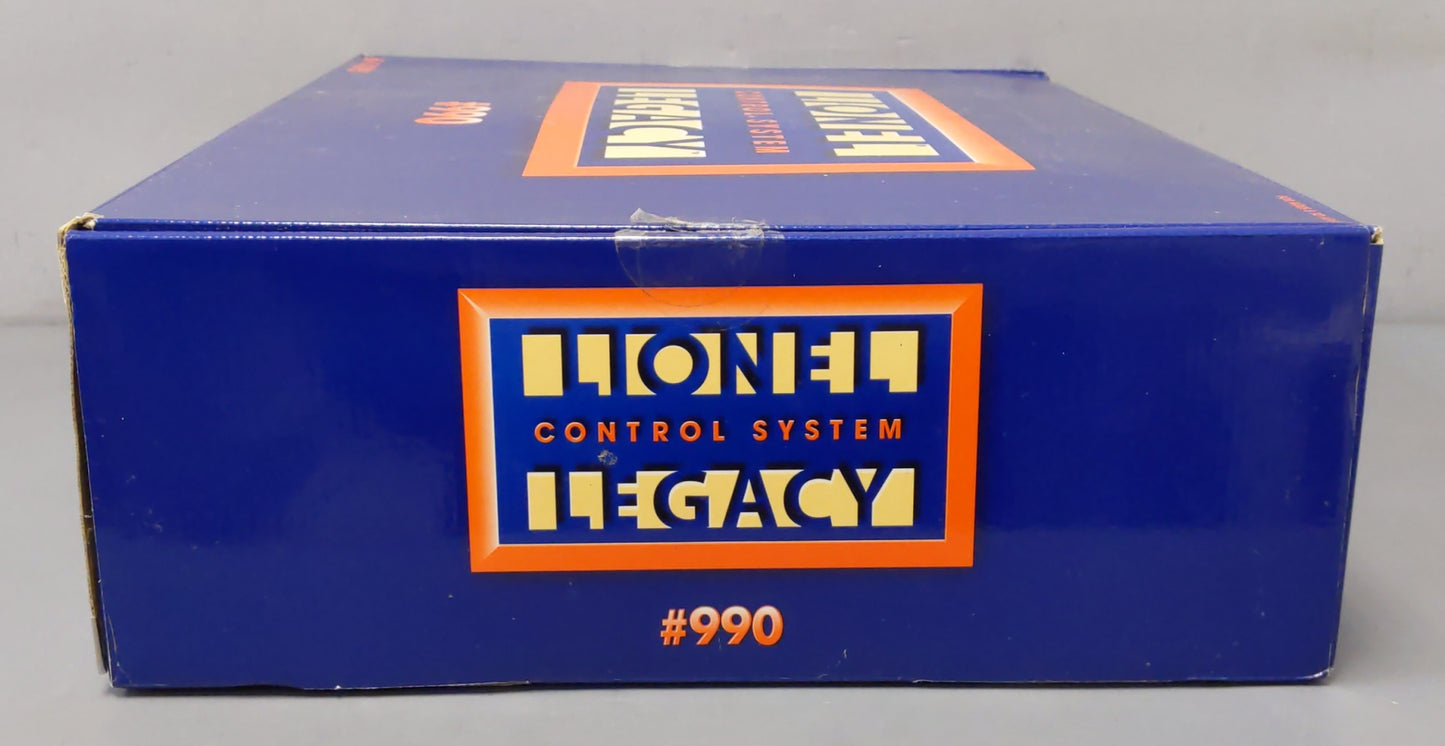 LIONEL
CONTROL SYSTEM
LEGACY
#990
LIONEL
CONTROL SYSTEM
LEGACY
#990